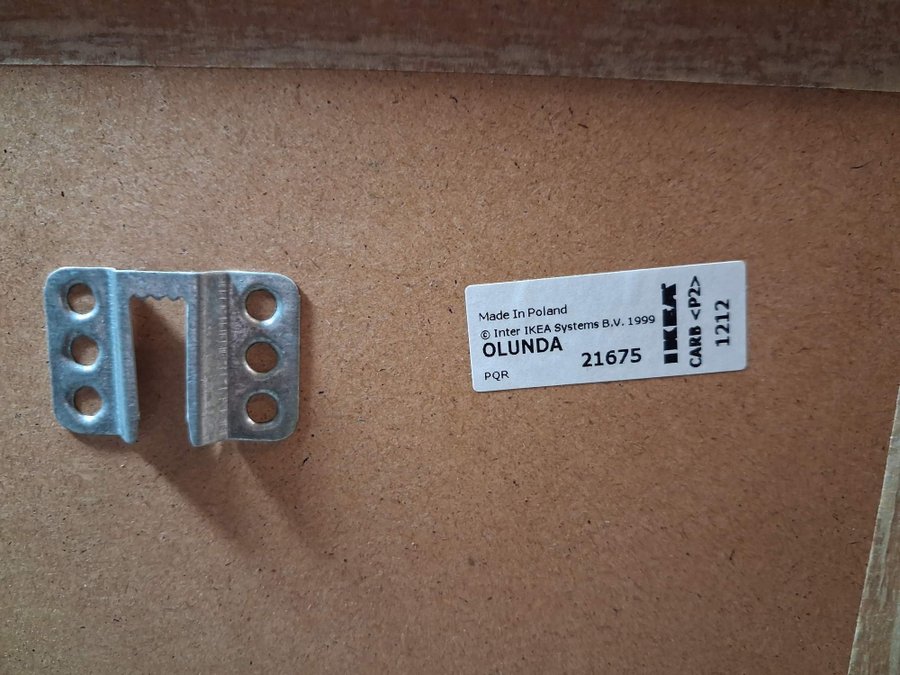 Made In Poland
© Inter IKEA Systems B.V. 1999
OLUNDA
21675
PQR
IKEA
CARB <P2>
1212